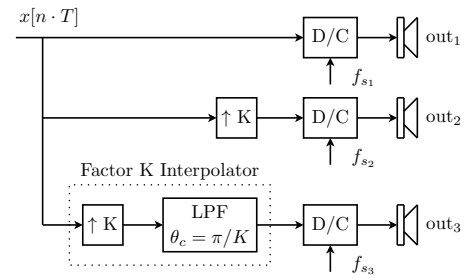 x[n · T]
D/C
out₁
f_{s₁}
↑ K
D/C
out₂
f_{s₂}
Factor K Interpolator
↑ K
LPF
θ_c = π/K
D/C
out₃
f_{s₃}